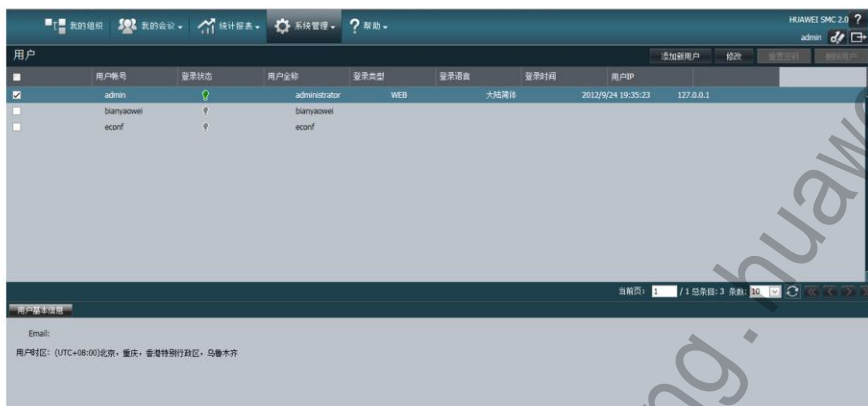 我的组织 我的会议 统计报表 系统管理 ? 帮助 HUAWEI SMC 2.0 ?
admin
用户 添加新用户 修改 重置密码 删除用户
用户帐号 登录状态 用户全称 登录类型 登录语言 登录时间 用户IP
admin administrator WEB 大陆简体 2012/9/24 19:35:23 127.0.0.1
bianyaowei bianyaowei
econf econf
当前页: 1 / 1 总条目: 3 条数: 10
用户基本信息
Email:
用户时区: (UTC+08:00)北京，重庆，香港特别行政区，乌鲁木齐
ng.huaw